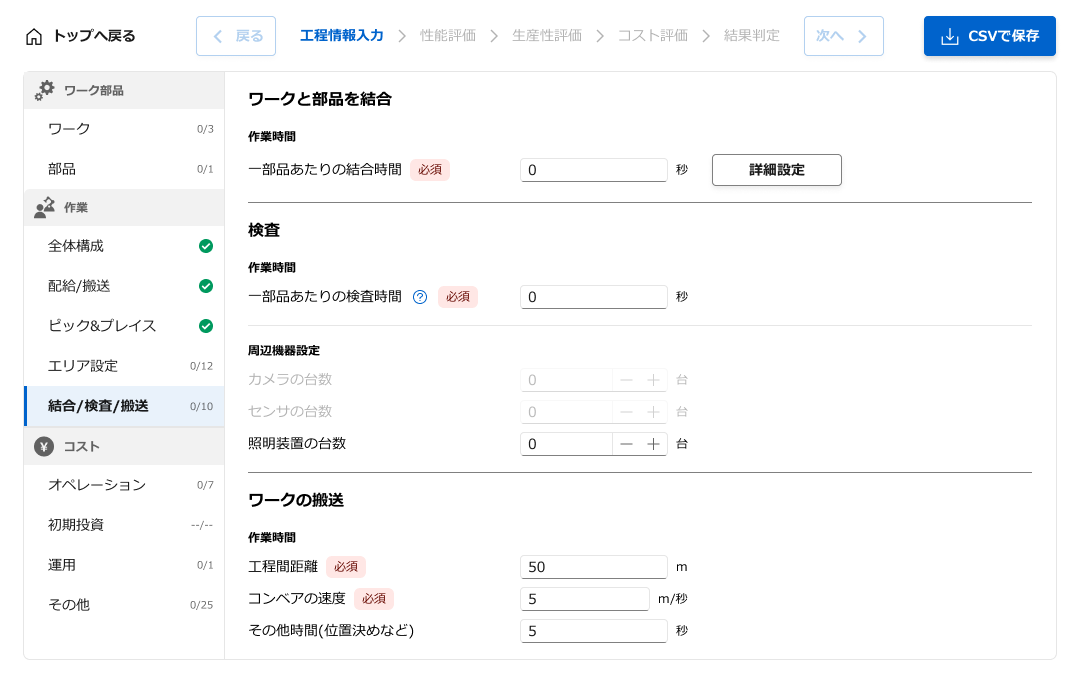 トップへ戻る
戻る
工程情報入力
性能評価
生産性評価
コスト評価
結果判定
次へ
CSVで保存
ワーク部品
ワーク 0/3
部品 0/1
作業
全体構成
配給/搬送
ピック&プレイス
エリア設定 0/12
結合/検査/搬送 0/10
¥ コスト
オペレーション 0/7
初期投資 --/--
運用 0/1
その他 0/25
ワークと部品を結合
作業時間
一部品あたりの結合時間 必須 0 秒 詳細設定
検査
作業時間
一部品あたりの検査時間 ? 必須 0 秒
周辺機器設定
カメラの台数 0 － ＋ 台
センサの台数 0 － ＋ 台
照明装置の台数 0 － ＋ 台
ワークの搬送
作業時間
工程間距離 必須 50 m
コンベアの速度 必須 5 m/秒
その他時間(位置決めなど) 5 秒